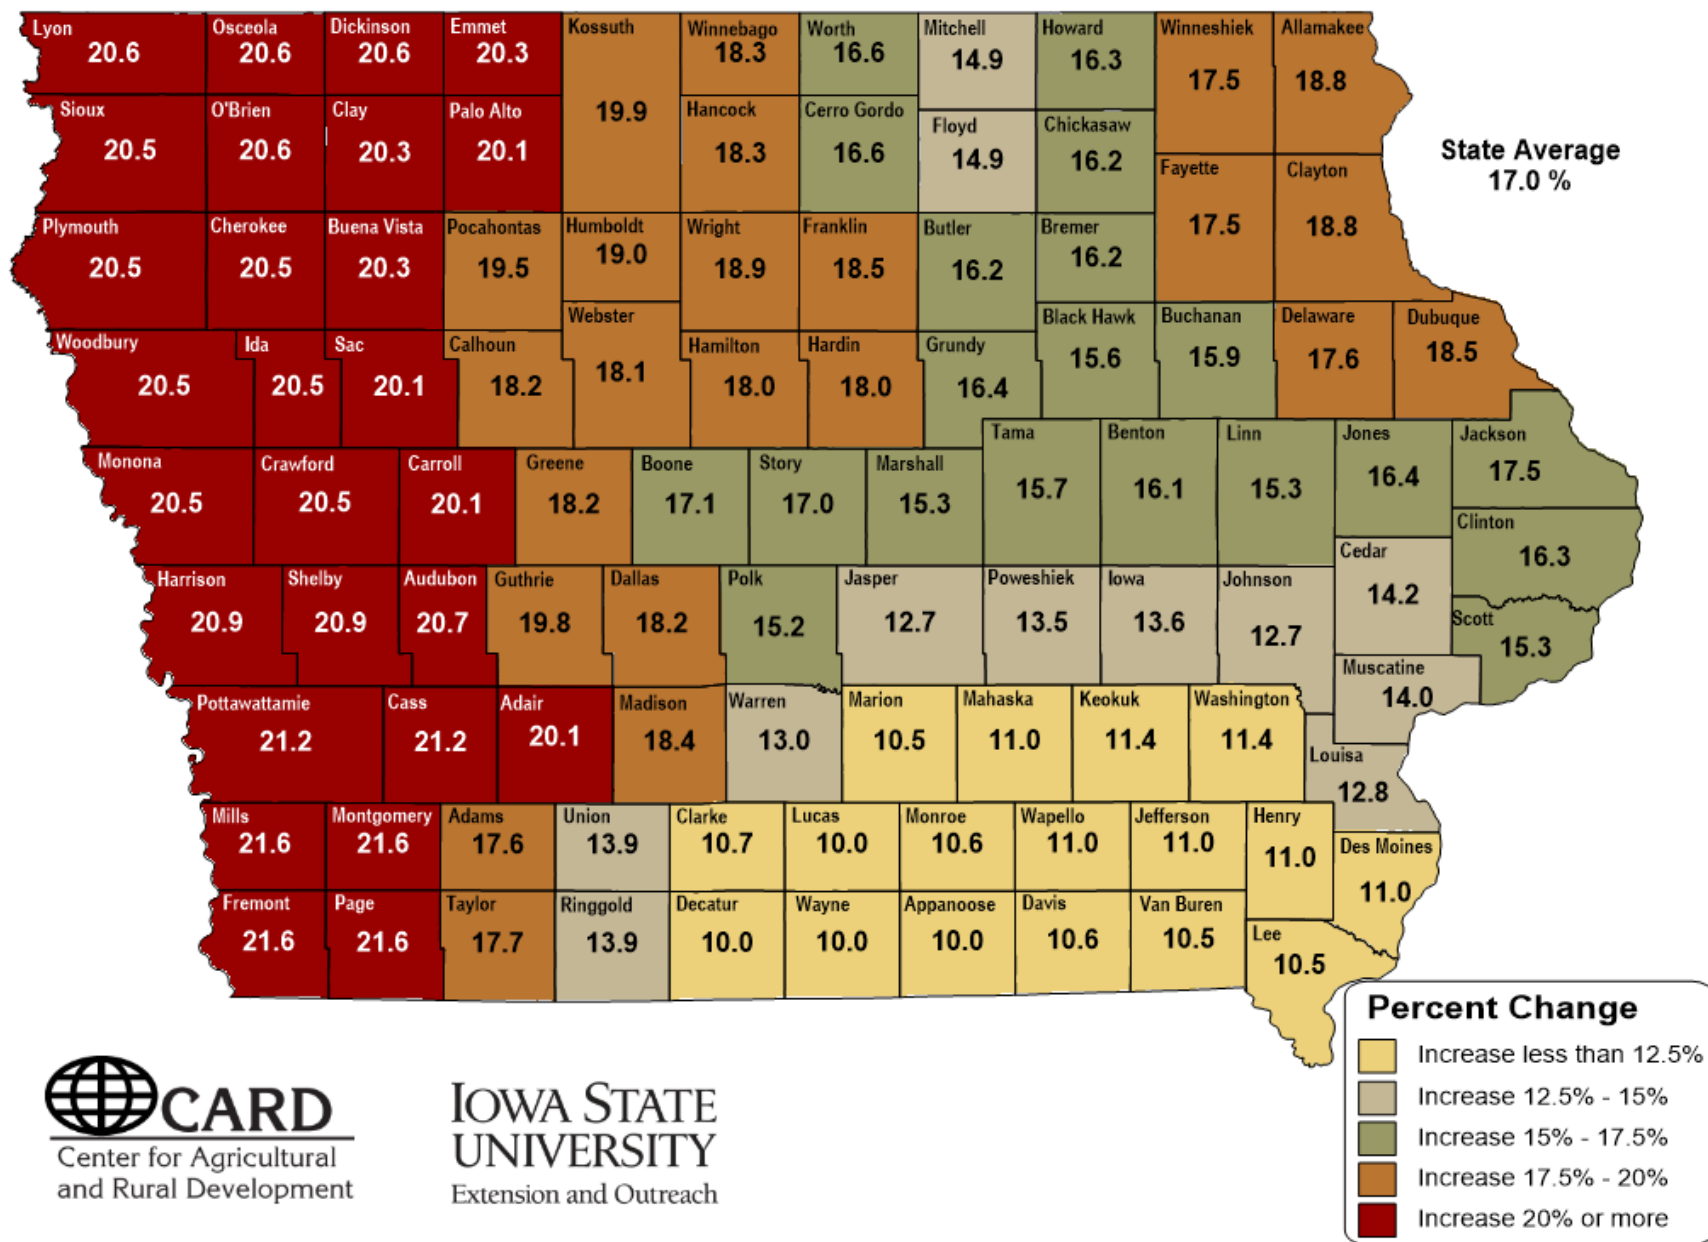 Lyon
20.6
Osceola
20.6
Dickinson
20.6
Emmet
20.3
Kossuth
19.9
Winnebago
18.3
Worth
16.6
Mitchell
14.9
Howard
16.3
Winneshiek
17.5
Allamakee
18.8
Sioux
20.5
O'Brien
20.6
Clay
20.3
Palo Alto
20.1
Hancock
18.3
Cerro Gordo
16.6
Floyd
14.9
Chickasaw
16.2
State Average
17.0 %
Fayette
17.5
Clayton
18.8
Plymouth
20.5
Cherokee
20.5
Buena Vista
20.3
Pocahontas
19.5
Humboldt
19.0
Wright
18.9
Franklin
18.5
Butler
16.2
Bremer
16.2
Woodbury
20.5
Ida
20.5
Sac
20.1
Calhoun
18.2
Webster
18.1
Hamilton
18.0
Hardin
18.0
Grundy
16.4
Black Hawk
15.6
Buchanan
15.9
Delaware
17.6
Dubuque
18.5
Monona
20.5
Crawford
20.5
Carroll
20.1
Greene
18.2
Boone
17.1
Story
17.0
Marshall
15.3
Tama
15.7
Benton
16.1
Linn
15.3
Jones
16.4
Jackson
17.5
Clinton
16.3
Cedar
14.2
Harrison
20.9
Shelby
20.9
Audubon
20.7
Guthrie
19.8
Dallas
18.2
Polk
15.2
Jasper
12.7
Poweshiek
13.5
Iowa
13.6
Johnson
12.7
Scott
15.3
Muscatine
14.0
Pottawattamie
21.2
Cass
21.2
Adair
20.1
Madison
18.4
Warren
13.0
Marion
10.5
Mahaska
11.0
Keokuk
11.4
Washington
11.4
Louisa
12.8
Mills
21.6
Montgomery
21.6
Adams
17.6
Union
13.9
Clarke
10.7
Lucas
10.0
Monroe
10.6
Wapello
11.0
Jefferson
11.0
Henry
11.0
Des Moines
11.0
Fremont
21.6
Page
21.6
Taylor
17.7
Ringgold
13.9
Decatur
10.0
Wayne
10.0
Appanoose
10.0
Davis
10.6
Van Buren
10.5
Lee
10.5
Percent Change
Increase less than 12.5%
Increase 12.5% - 15%
Increase 15% - 17.5%
Increase 17.5% - 20%
Increase 20% or more
CARD
Center for Agricultural
and Rural Development
IOWA STATE
UNIVERSITY
Extension and Outreach